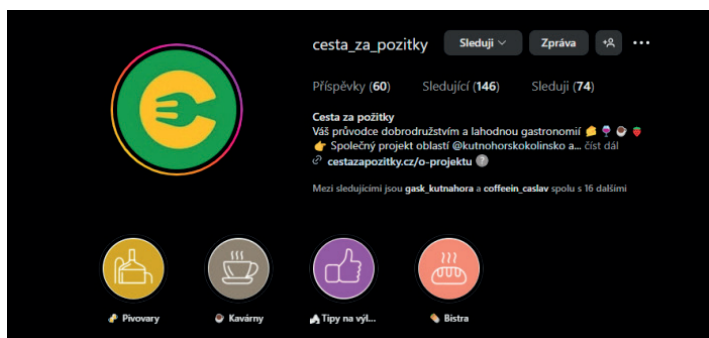 cesta_za_pozitky Sleduji Zpráva
Příspěvky (60) Sledující (146) Sleduji (74)
Cesta za požitky
Váš průvodce dobrodružstvím a lahodnou gastronomií
Společný projekt oblastí @kutnohorskokolinsko a... číst dál
cestazapozitky.cz/o-projektu
Mezi sledujícími jsou gask_kutnahora a coffeein_caslav spolu s 16 dalšími
Pivovary Kavárny Tipy na výl... Bistra